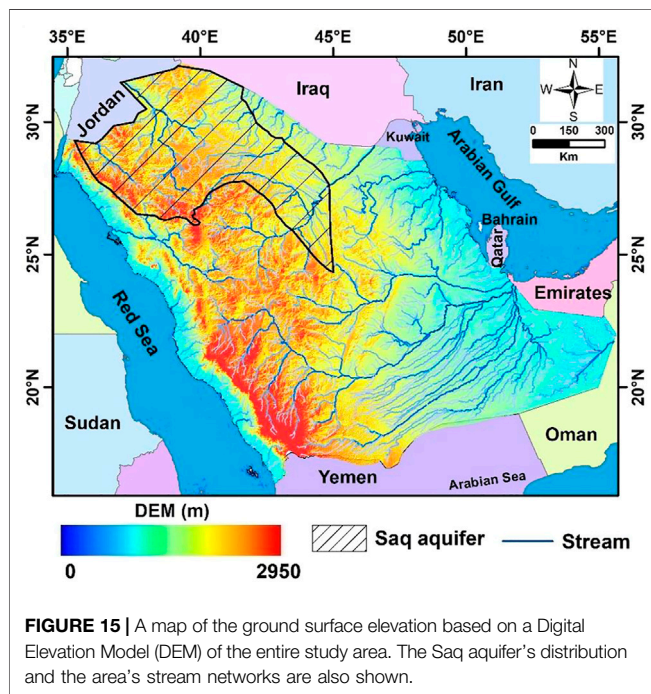 35°E 40°E 45°E 50°E 55°E
N
W E
S
0 150 300
Km
Iraq
Iran
Jordan
30°N 30°N
Kuwait
Arabian Gulf
Bahrain
Qatar
25°N 25°N
Emirates
Red Sea
20°N 20°N
Sudan
Oman
Yemen
Arabian Sea
DEM (m)
0 2950
Saq aquifer
Stream
FIGURE 15 | A map of the ground surface elevation based on a Digital
Elevation Model (DEM) of the entire study area. The Saq aquifer's distribution
and the area's stream networks are also shown.